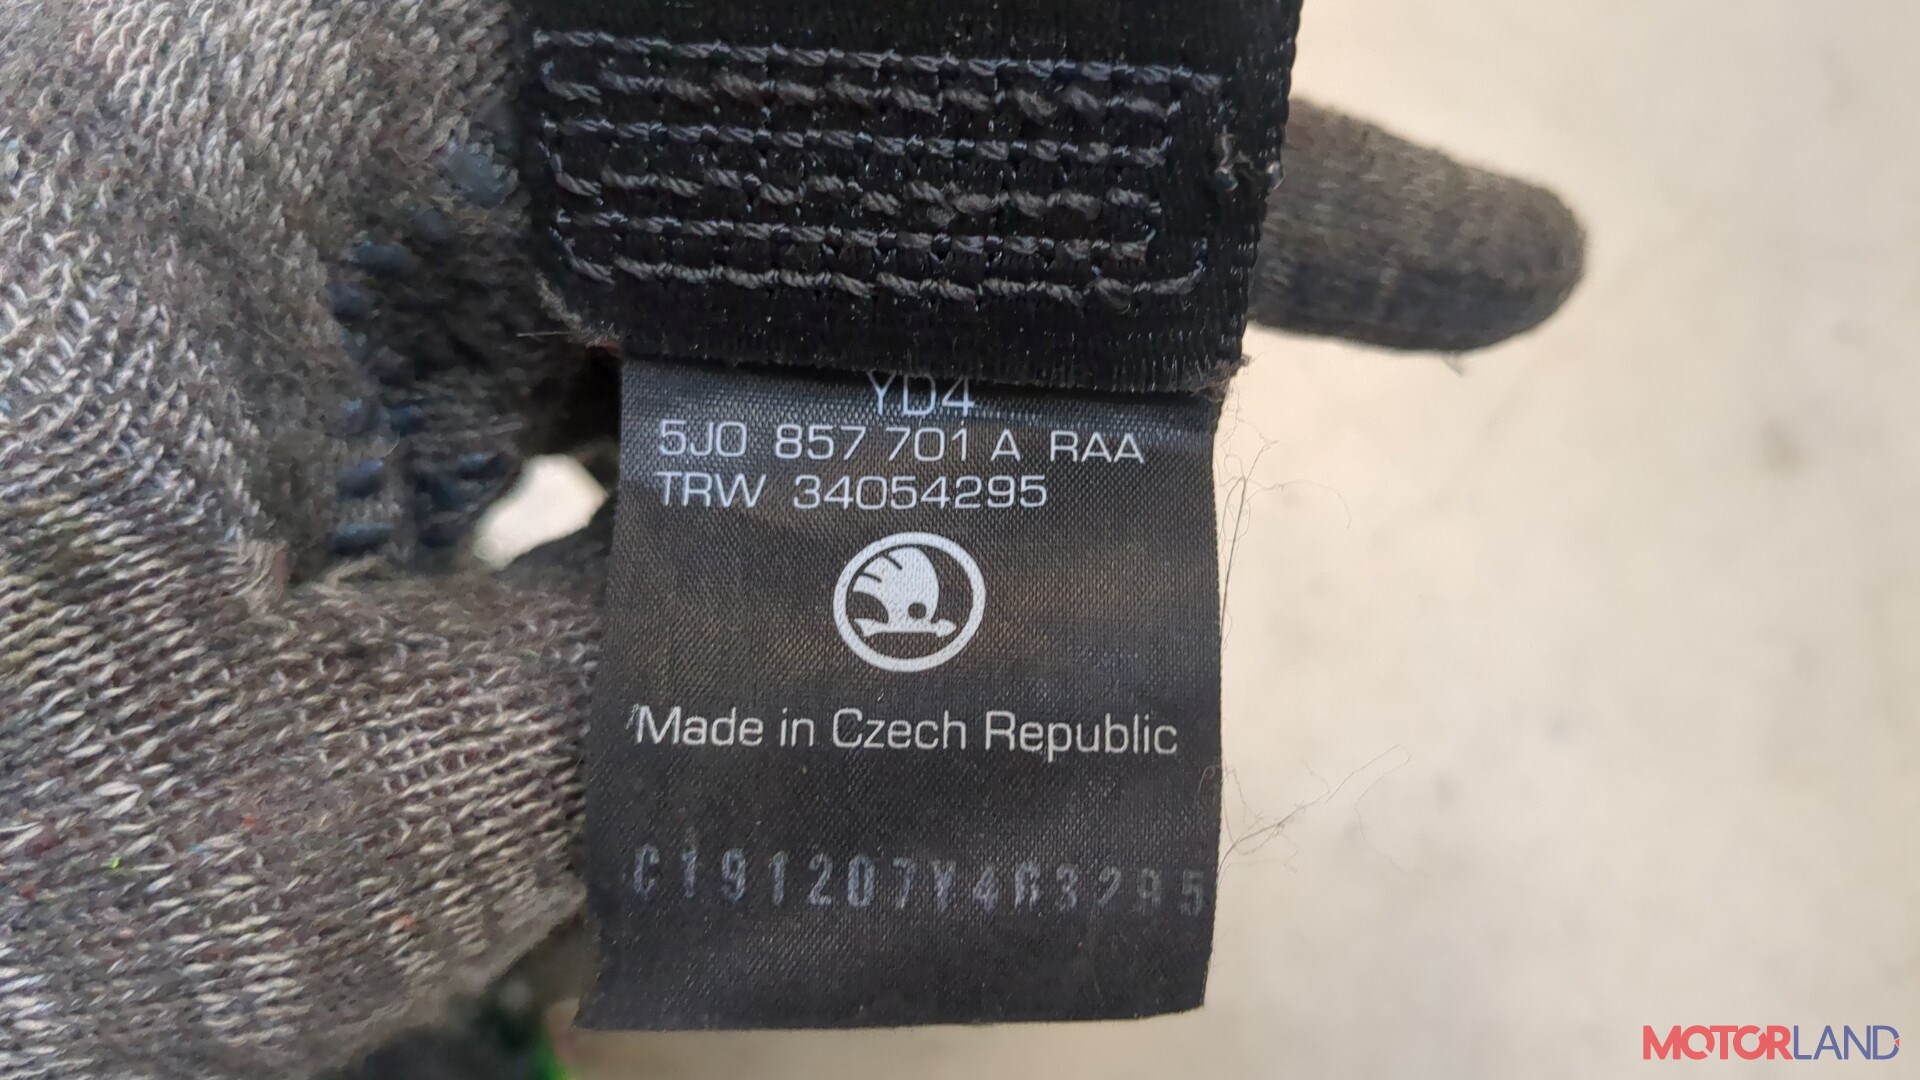 YD4
5J0 857 701 A RAA
TRW 34054295
Made in Czech Republic
C191207Y4G3295
MOTORLAND